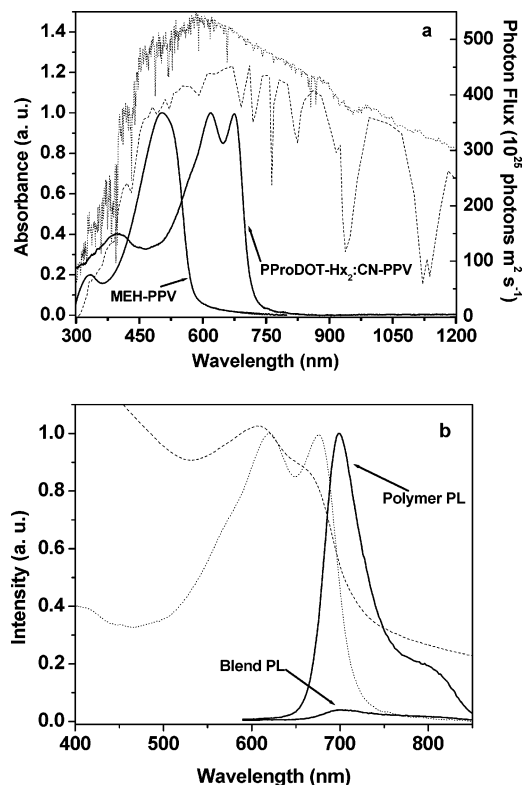 a
1.4
1.2
1.0
0.8
0.6
0.4
0.2
0.0
Absorbance (a. u.)
500
400
300
200
100
0
Photon Flux (10²⁵ photons m² s⁻¹)
PProDOT-Hx₂:CN-PPV
MEH-PPV
300 450 600 750 900 1050 1200
Wavelength (nm)
b
1.0
0.8
0.6
0.4
0.2
0.0
Intensity (a. u.)
Polymer PL
Blend PL
400 500 600 700 800
Wavelength (nm)